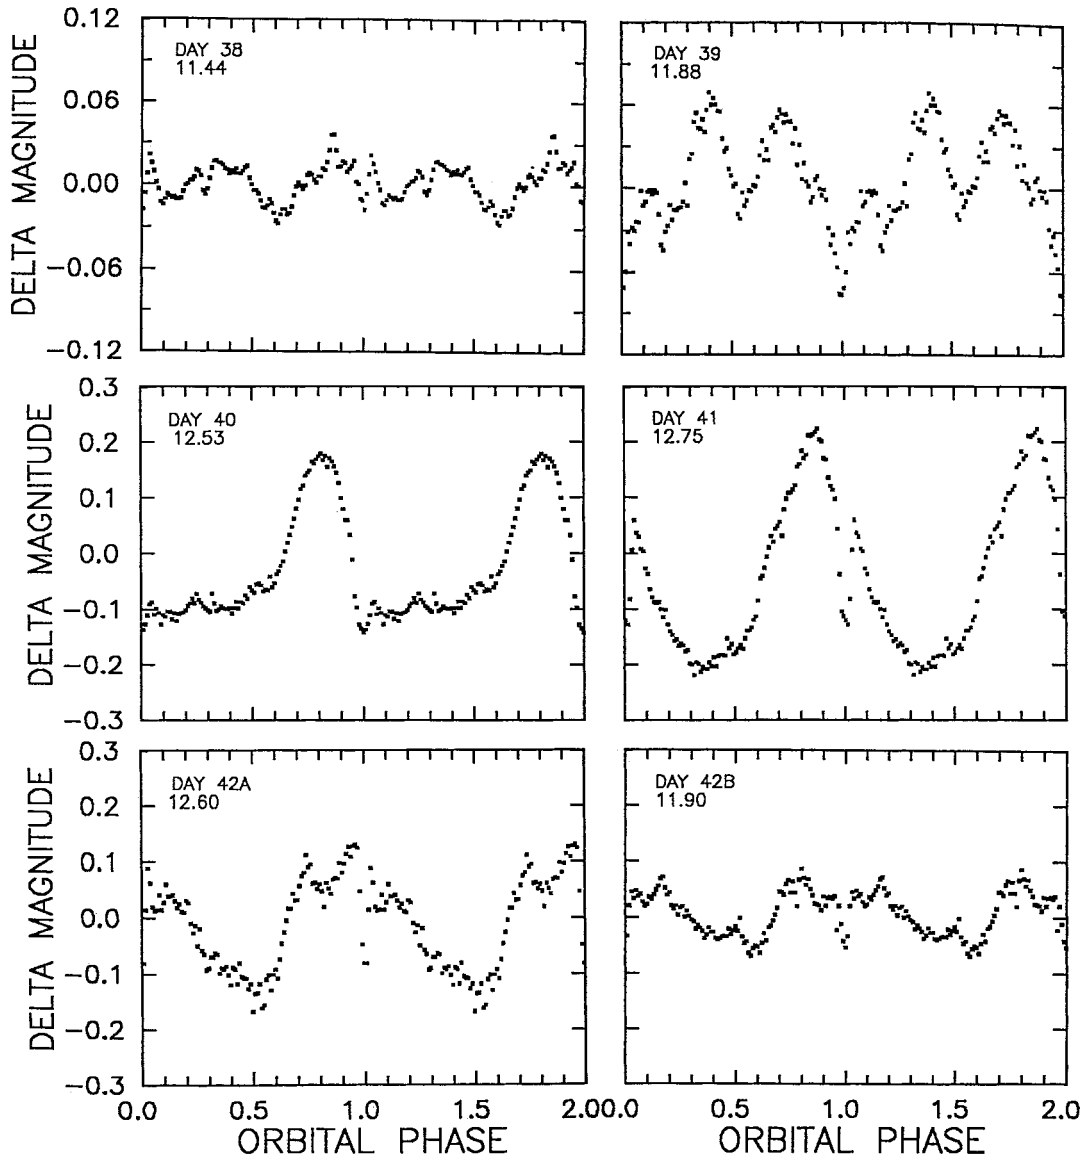 0.12
0.06
0.00
−0.06
−0.12
DELTA MAGNITUDE
DAY 38
11.44
DAY 39
11.88
0.3
0.2
0.1
0.0
−0.1
−0.2
−0.3
DELTA MAGNITUDE
DAY 40
12.53
DAY 41
12.75
0.3
0.2
0.1
0.0
−0.1
−0.2
−0.3
DELTA MAGNITUDE
DAY 42A
12.60
DAY 42B
11.90
0.0 0.5 1.0 1.5 2.0
0.0 0.5 1.0 1.5 2.0
ORBITAL PHASE
ORBITAL PHASE